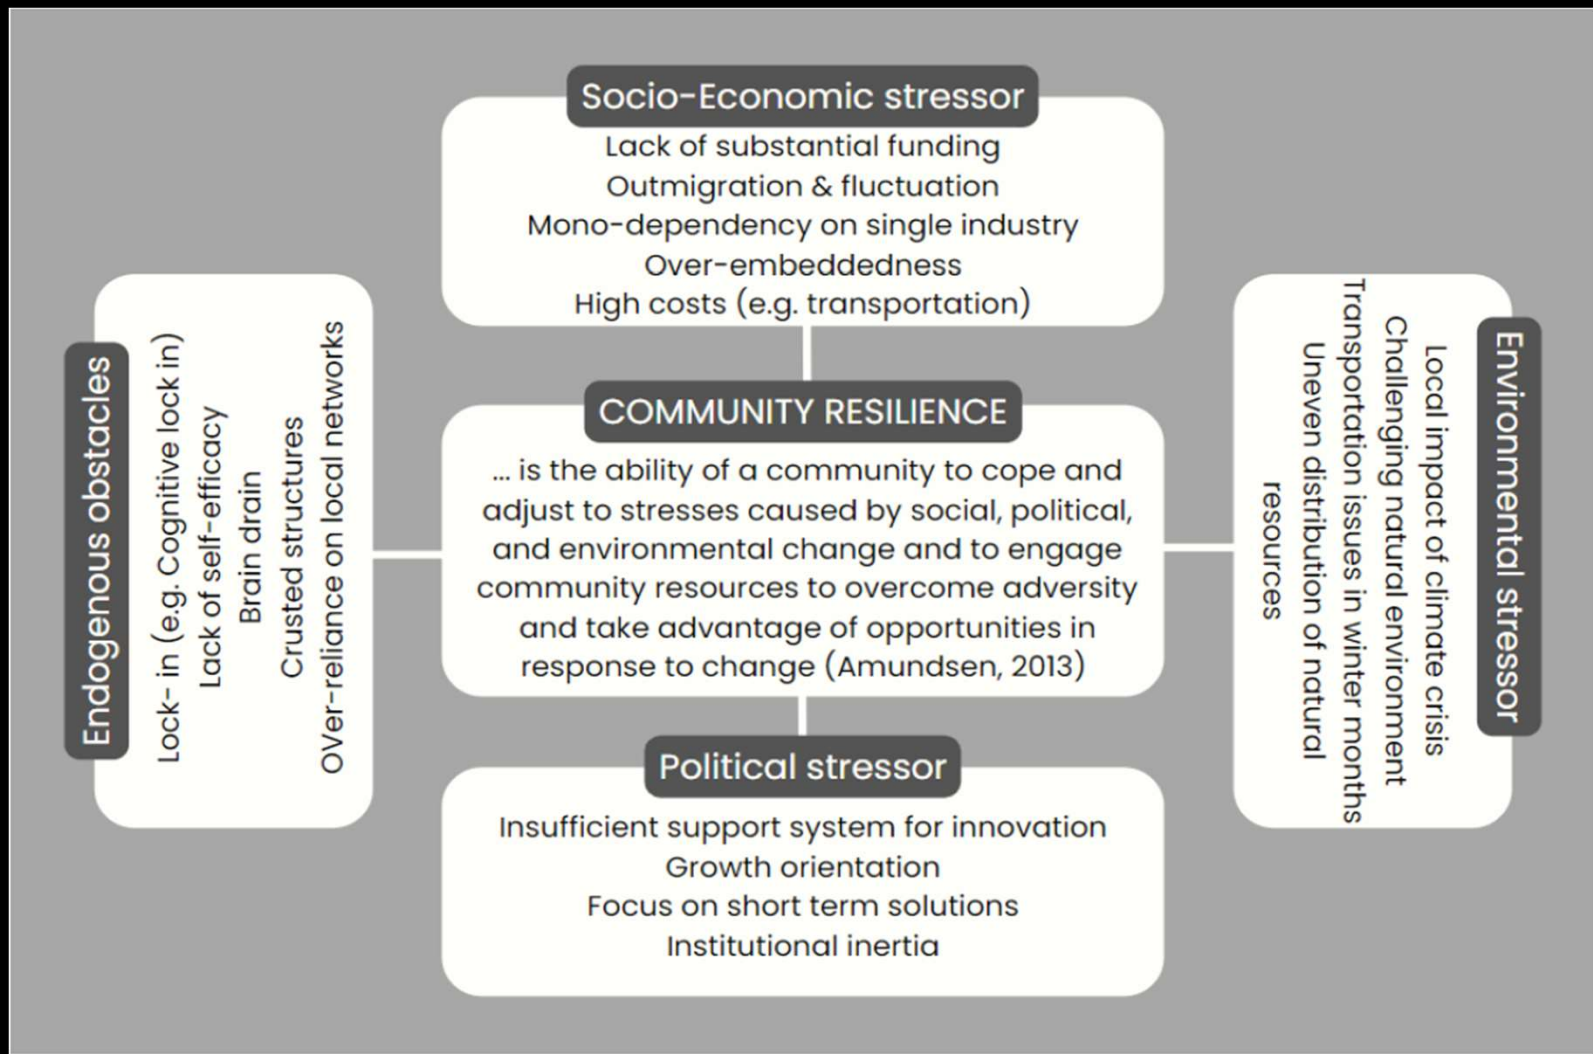 Socio-Economic stressor
Lack of substantial funding
Outmigration & fluctuation
Mono-dependency on single industry
Over-embeddedness
High costs (e.g. transportation)
Endogenous obstacles
Lock- in (e.g. Cognitive lock in)
Lack of self-efficacy
Brain drain
Crusted structures
OVer-reliance on local networks
COMMUNITY RESILIENCE
... is the ability of a community to cope and
adjust to stresses caused by social, political,
and environmental change and to engage
community resources to overcome adversity
and take advantage of opportunities in
response to change (Amundsen, 2013)
Environmental stressor
Local impact of climate crisis
Challenging natural environment
Transportation issues in winter months
Uneven distribution of natural
resources
Political stressor
Insufficient support system for innovation
Growth orientation
Focus on short term solutions
Institutional inertia